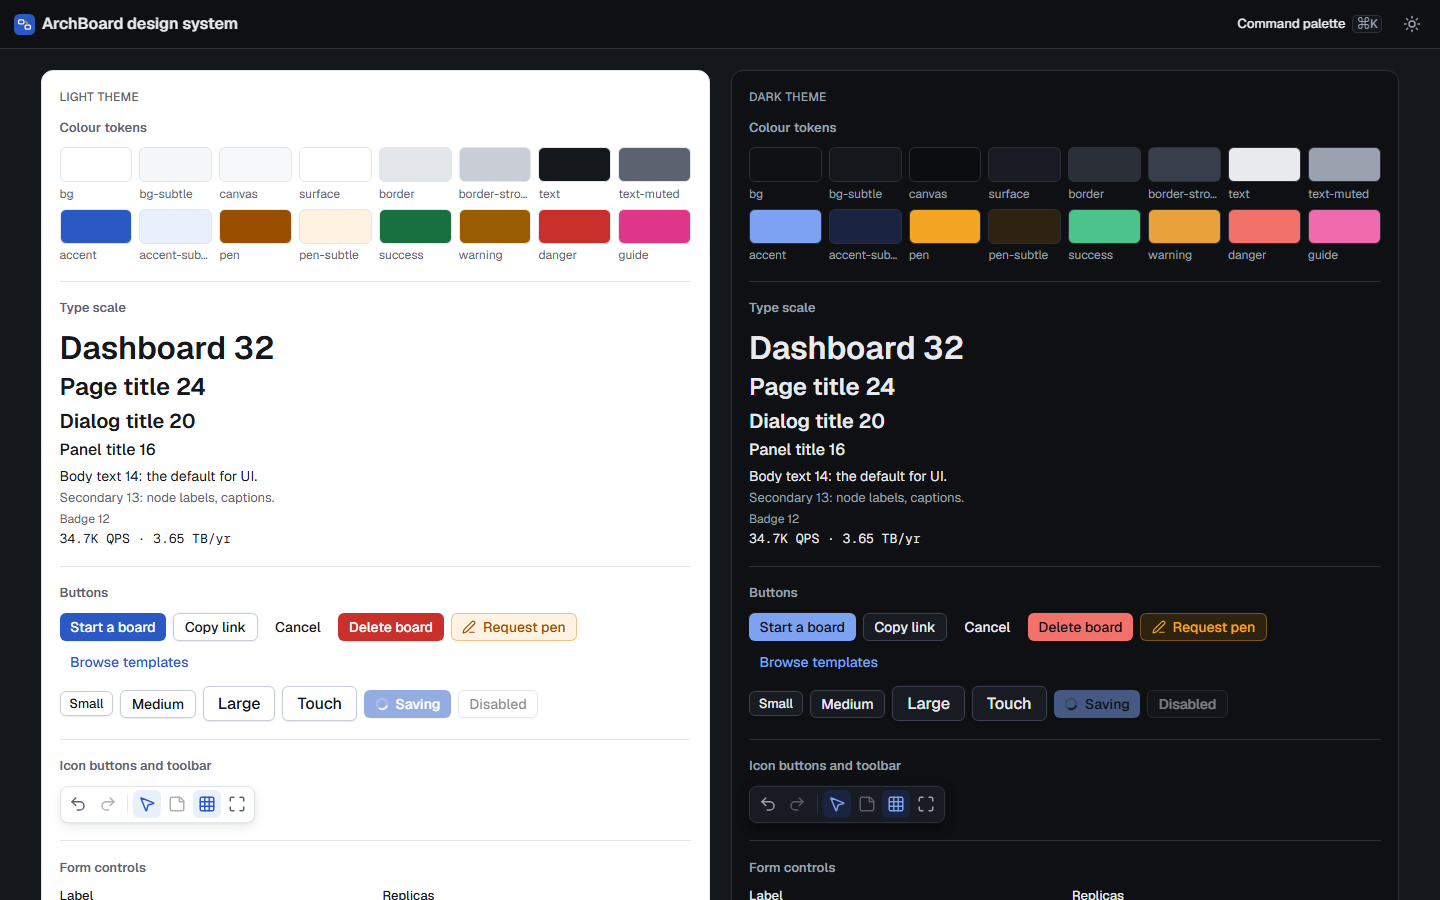 ArchBoard design system
Command palette ⌘K
LIGHT THEME
Colour tokens
bg bg-subtle canvas surface border border-stro... text text-muted
accent accent-sub... pen pen-subtle success warning danger guide
Type scale
Dashboard 32
Page title 24
Dialog title 20
Panel title 16
Body text 14: the default for UI.
Secondary 13: node labels, captions.
Badge 12
34.7K QPS · 3.65 TB/yr
Buttons
Start a board Copy link Cancel Delete board Request pen
Browse templates
Small Medium Large Touch Saving Disabled
Icon buttons and toolbar
Form controls
Label Replicas
DARK THEME
Colour tokens
bg bg-subtle canvas surface border border-stro... text text-muted
accent accent-sub... pen pen-subtle success warning danger guide
Type scale
Dashboard 32
Page title 24
Dialog title 20
Panel title 16
Body text 14: the default for UI.
Secondary 13: node labels, captions.
Badge 12
34.7K QPS · 3.65 TB/yr
Buttons
Start a board Copy link Cancel Delete board Request pen
Browse templates
Small Medium Large Touch Saving Disabled
Icon buttons and toolbar
Form controls
Label Replicas